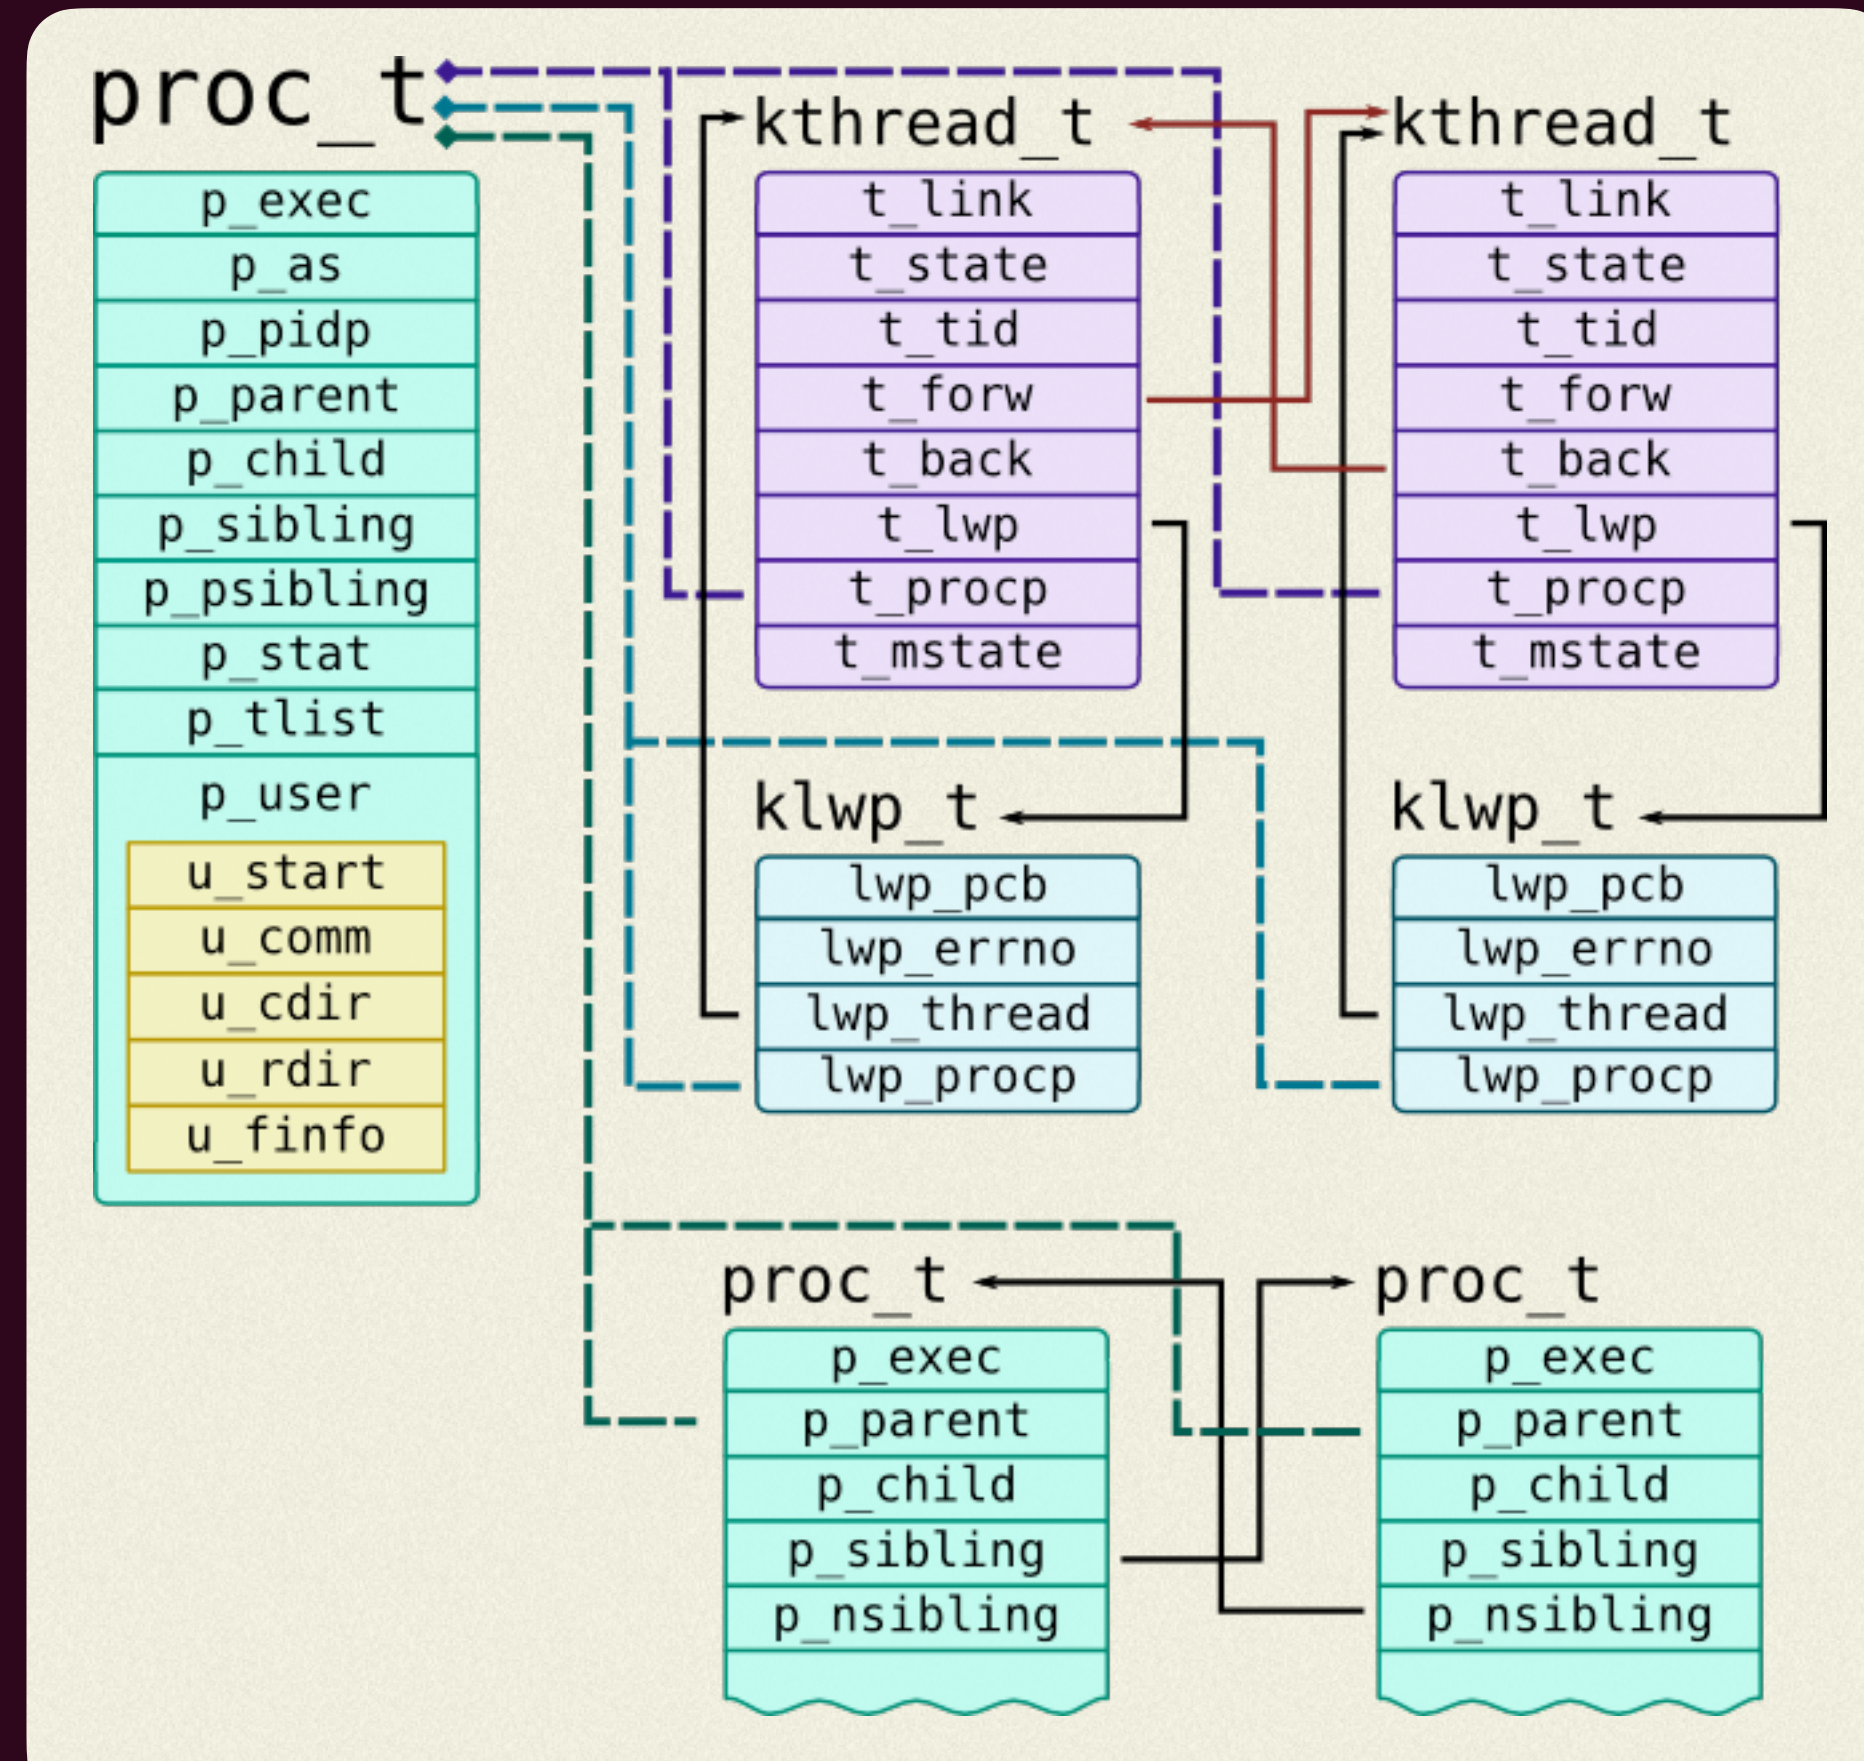 proc_t
p_exec
p_as
p_pidp
p_parent
p_child
p_sibling
p_psibling
p_stat
p_tlist
p_user
u_start
u_comm
u_cdir
u_rdir
u_finfo
kthread_t
t_link
t_state
t_tid
t_forw
t_back
t_lwp
t_procp
t_mstate
kthread_t
t_link
t_state
t_tid
t_forw
t_back
t_lwp
t_procp
t_mstate
klwp_t
lwp_pcb
lwp_errno
lwp_thread
lwp_procp
klwp_t
lwp_pcb
lwp_errno
lwp_thread
lwp_procp
proc_t
p_exec
p_parent
p_child
p_sibling
p_nsibling
proc_t
p_exec
p_parent
p_child
p_sibling
p_nsibling